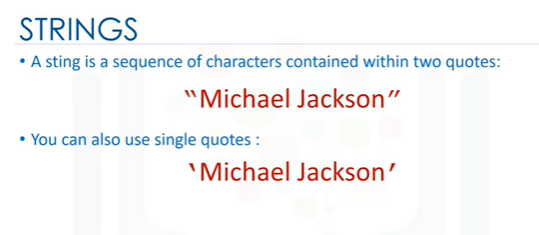 STRINGS
• A sting is a sequence of characters contained within two quotes:
“Michael Jackson”
• You can also use single quotes :
‘Michael Jackson’